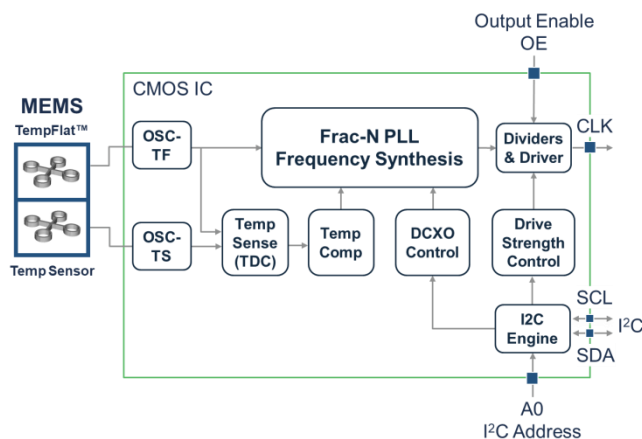 Output Enable
OE
CMOS IC
MEMS
TempFlat™
OSC-
TF
Frac-N PLL
Frequency Synthesis
Dividers
& Driver
CLK
OSC-
TS
Temp
Sense
(TDC)
Temp
Comp
DCXO
Control
Drive
Strength
Control
Temp Sensor
I2C
Engine
SCL
I²C
SDA
A0
I²C Address